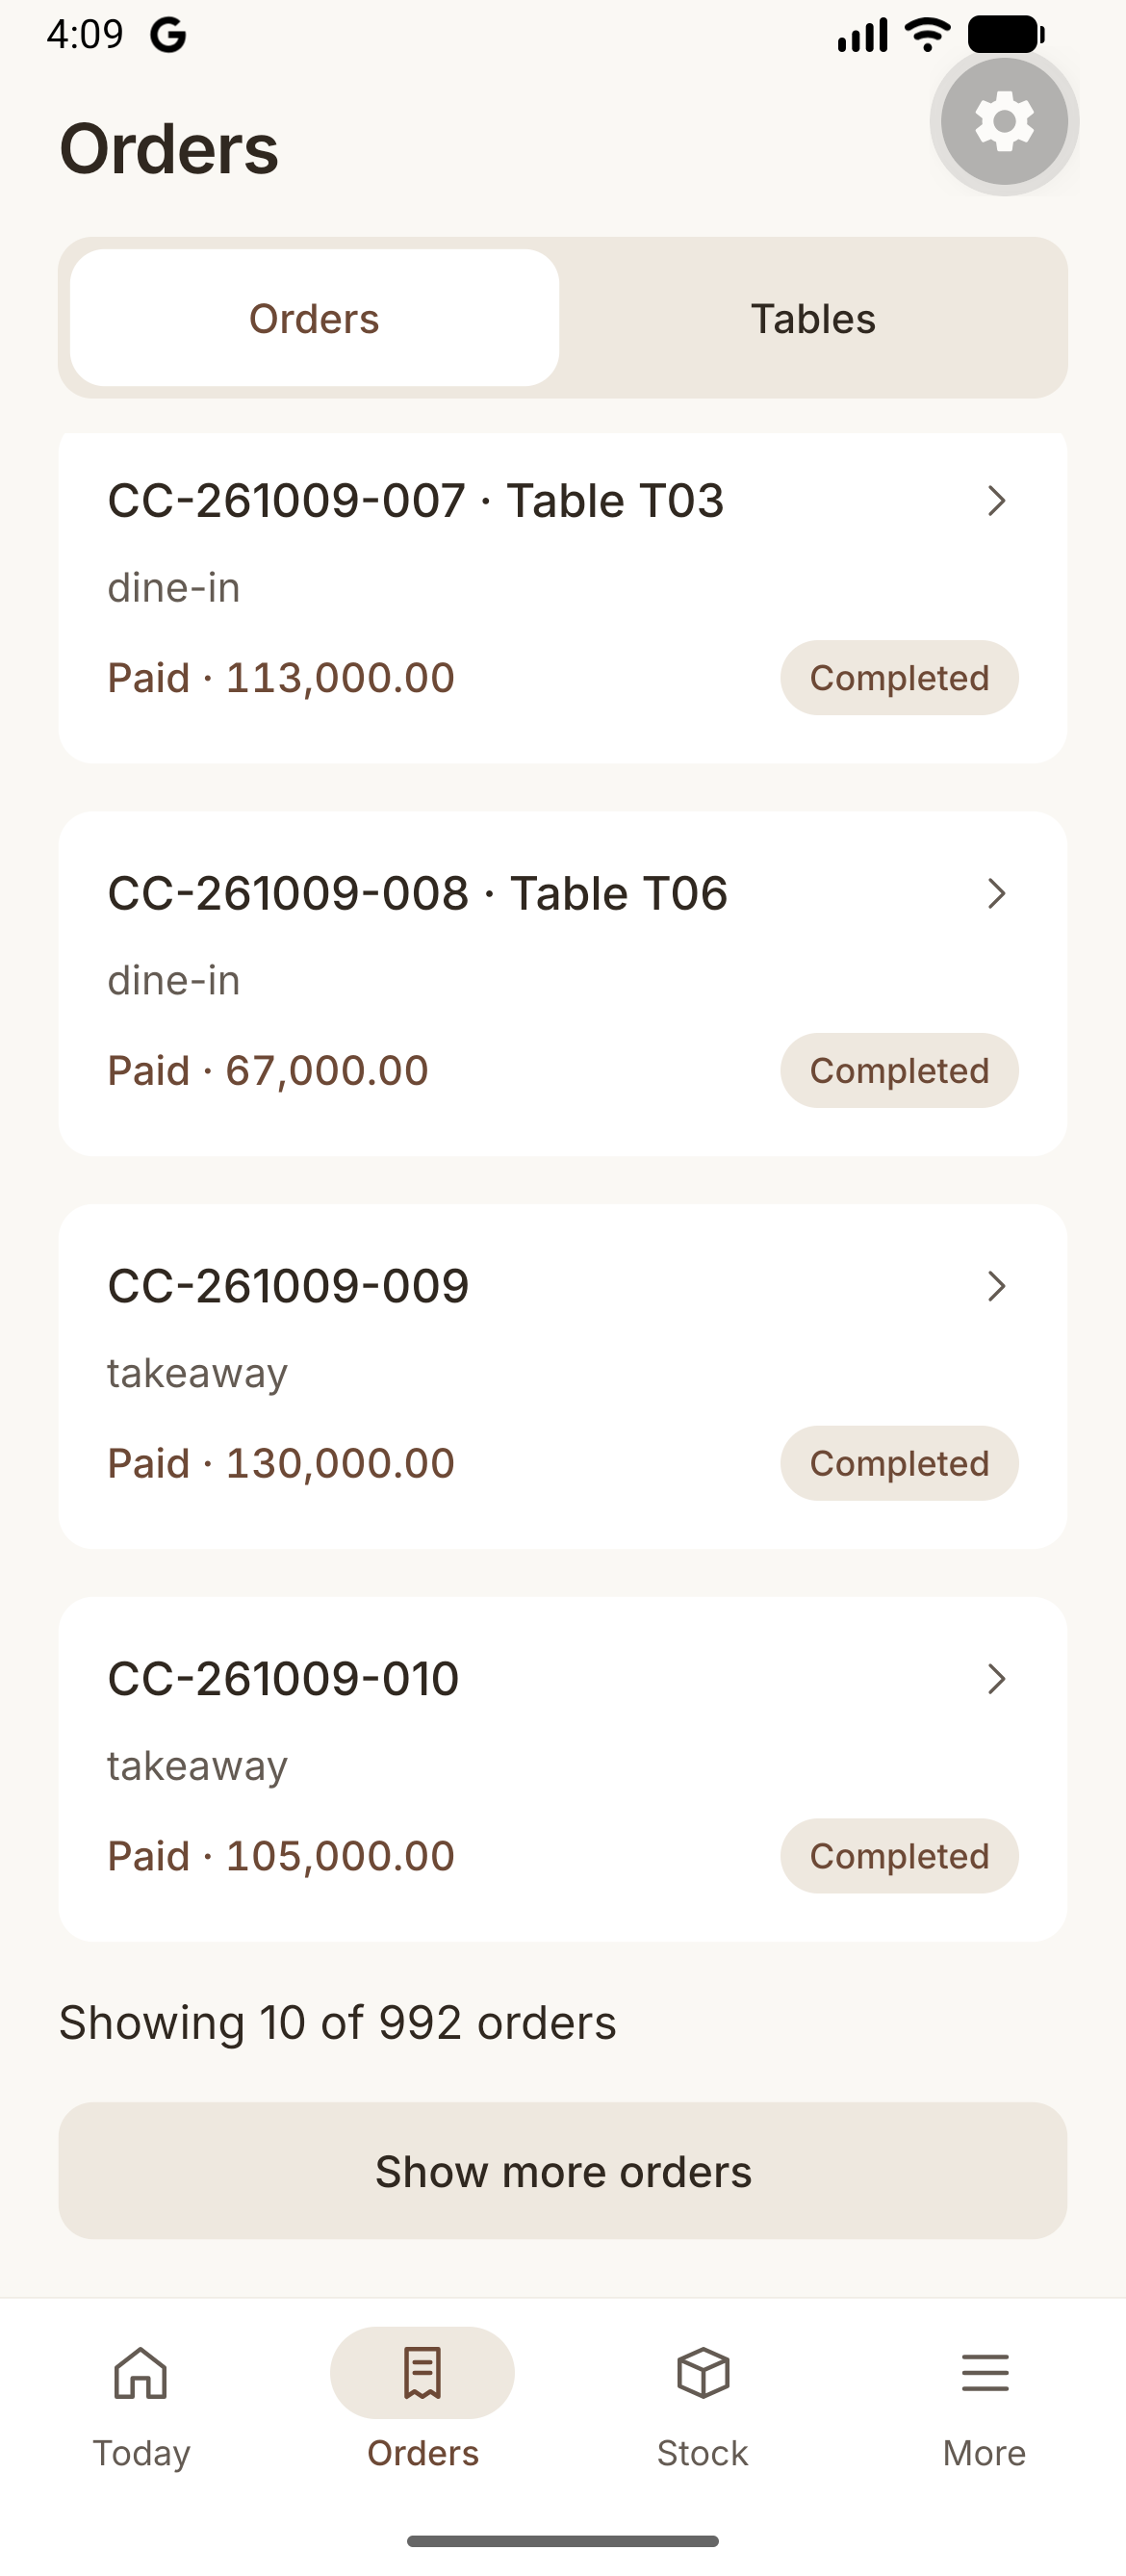 4:09
Orders
Orders
Tables
CC-261009-007 · Table T03
dine-in
Paid · 113,000.00
Completed
CC-261009-008 · Table T06
dine-in
Paid · 67,000.00
Completed
CC-261009-009
takeaway
Paid · 130,000.00
Completed
CC-261009-010
takeaway
Paid · 105,000.00
Completed
Showing 10 of 992 orders
Show more orders
Today
Orders
Stock
More